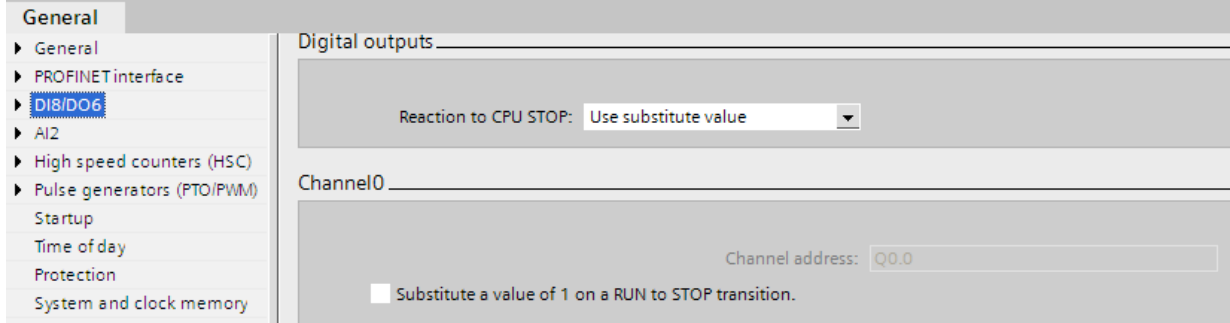 General
General
PROFINET interface
DI8/DO6
AI2
High speed counters (HSC)
Pulse generators (PTO/PWM)
Startup
Time of day
Protection
System and clock memory
Digital outputs
Reaction to CPU STOP: Use substitute value
Channel0
Channel address: Q0.0
Substitute a value of 1 on a RUN to STOP transition.